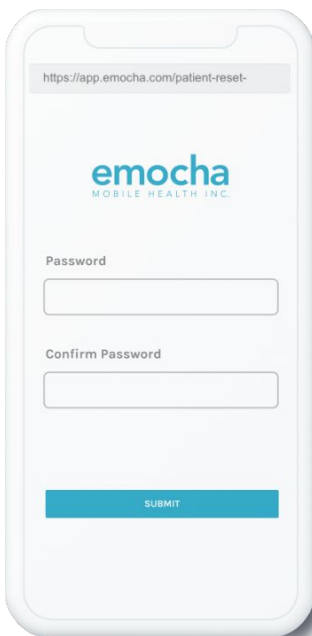 https://app.emocha.com/patient-reset-
emocha
MOBILE HEALTH INC.
Password
Confirm Password
SUBMIT